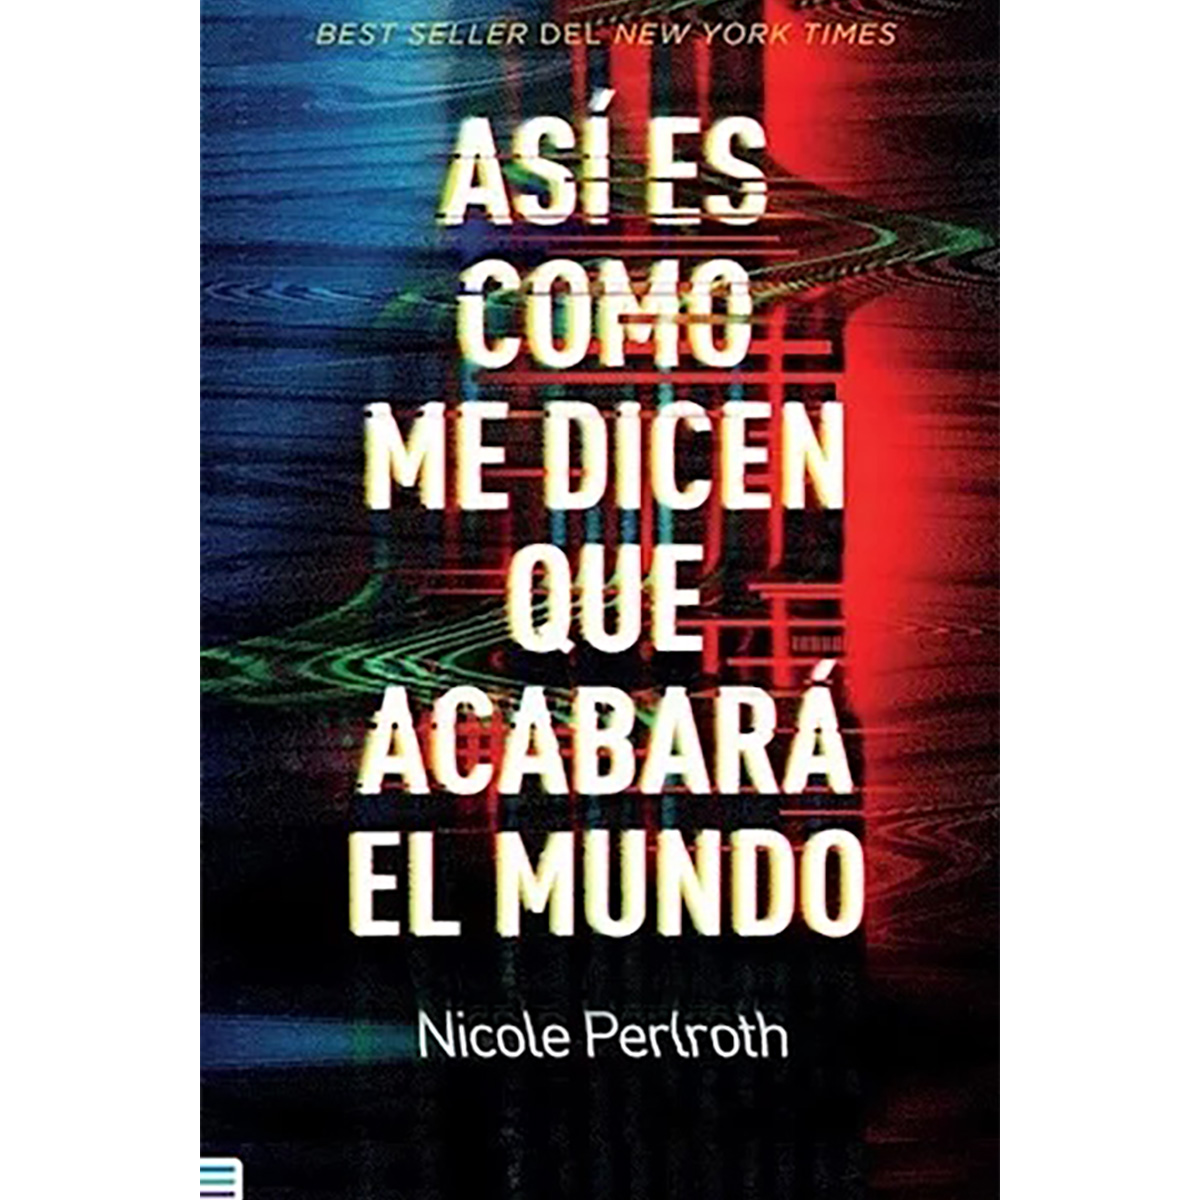 BEST SELLER DEL NEW YORK TIMES
ASÍ ES
COMO
ME DICEN
QUE
ACABARÁ
EL MUNDO
Nicole Perlroth